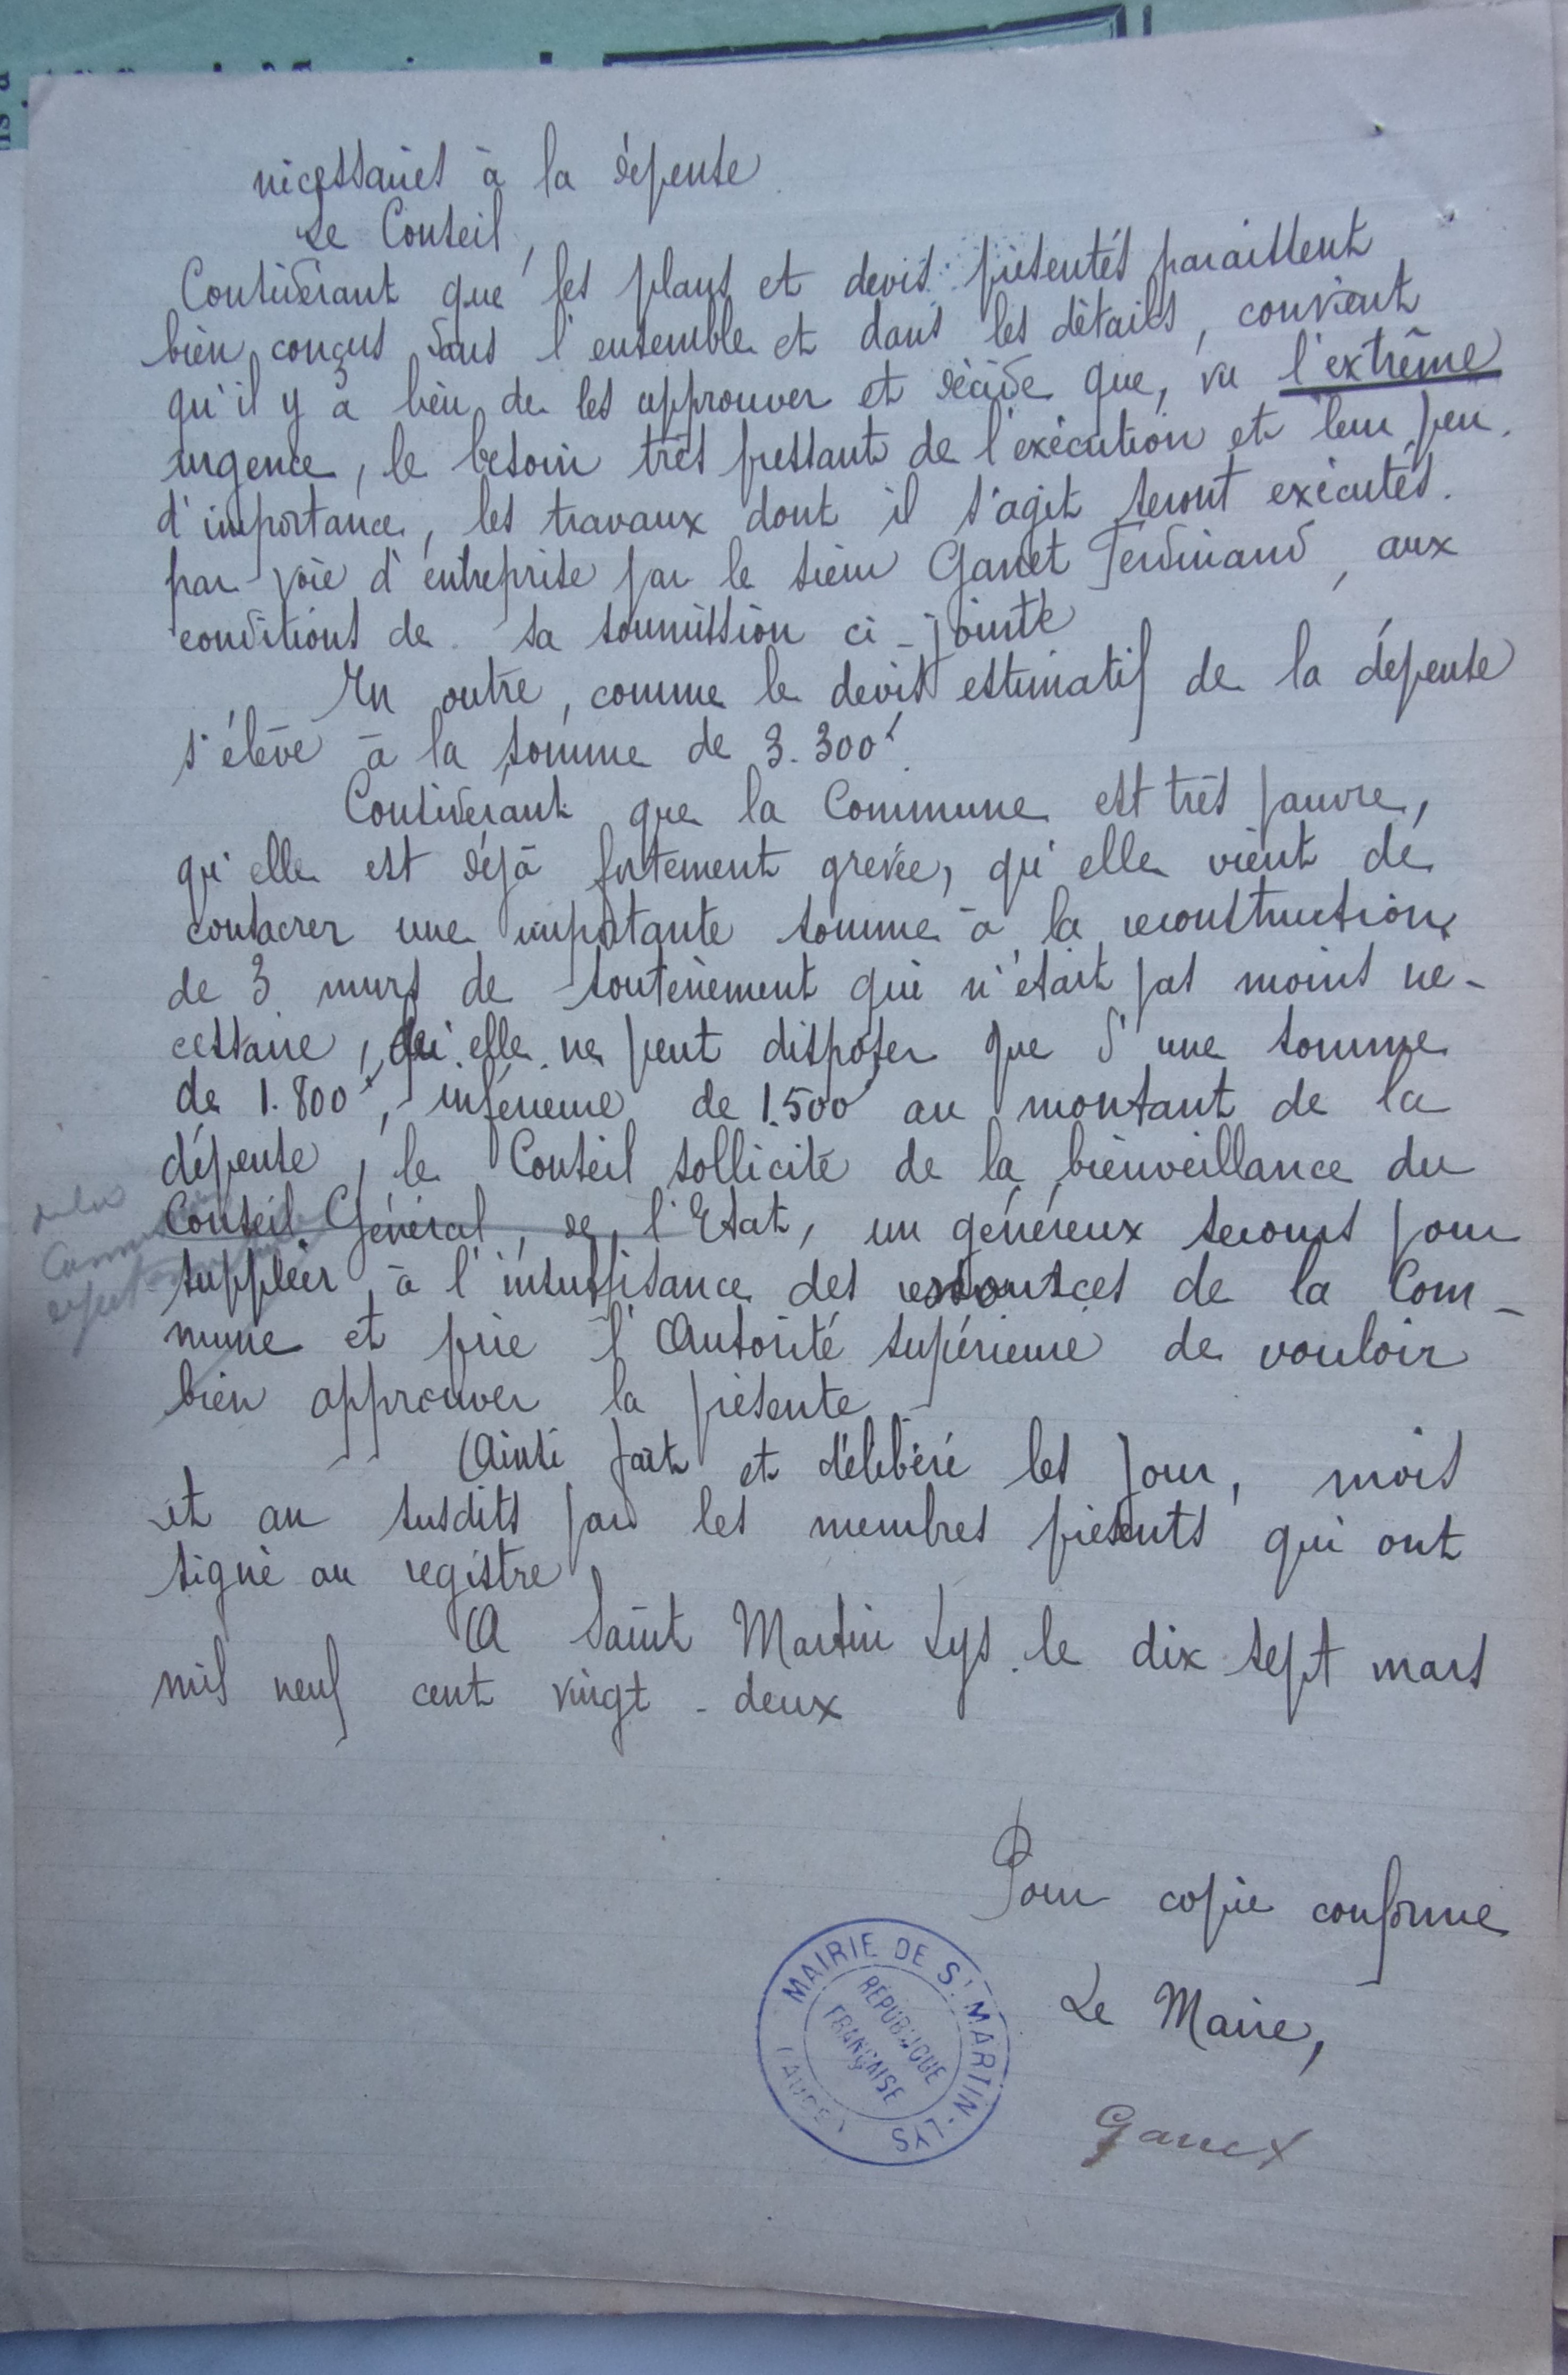 nécessaires à la dépense
Le Conseil,
Considérant que les plans et devis présentés paraissent
bien conçus dans l'ensemble et dans les détails, convient
qu'il y a lieu de les approuver et décide que, vu l'extrême
urgence, le besoin très pressant de l'exécution et leur peu
d'importance, les travaux dont il s'agit seront exécutés
par voie d'entreprise par le sieur Ganet Ferdinand, aux
conditions de sa soumission ci-jointe
En outre, comme le devis estimatif de la dépense
s'élève à la somme de 3.300f
Considérant que la Commune est très pauvre,
qu'elle est déjà fortement grevée, qu'elle vient de
consacrer une importante somme à la reconstruction
de 3 murs de soutènement qui n'était pas moins né-
cessaire, qu'elle ne peut disposer que d'une somme
de 1.800f, inférieure de 1.500f au montant de la
dépense, le Conseil sollicite de la bienveillance du
Conseil Général, de l'Etat, un généreux secours pour
suppléer à l'insuffisance des ressources de la Com-
mune et prie l'Autorité supérieure de vouloir
bien approuver la présente
Ainsi fait et délibéré les jour, mois
et an susdits par les membres présents qui ont
signé au registre
A Saint Martin Lys le dix sept mars
mil neuf cent vingt-deux
Pour copie conforme
Le Maire,
Ganet
MAIRIE DE St MARTIN-LYS
(AUDE)
RÉPUBLIQUE
FRANÇAISE